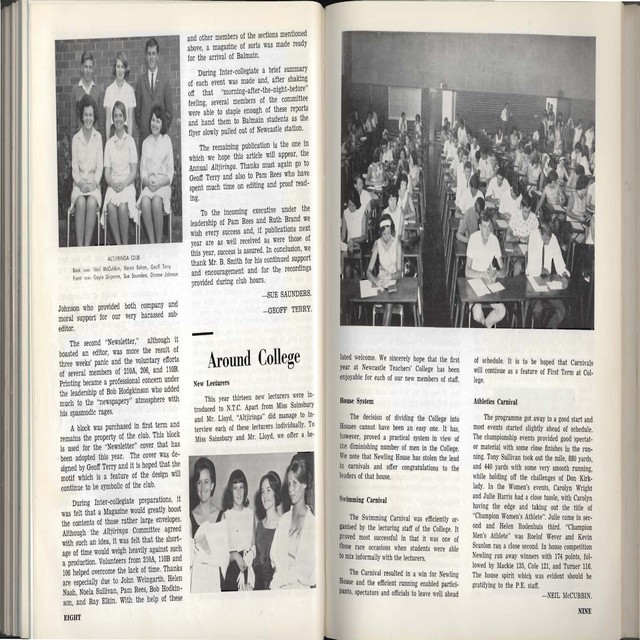 ALTJIRINGA CLUB
Back row: Neil McCubbin, Karen Eeham, Geoff Terry
Front row: Gayle Shipman, Sue Saunders, Dianne Johnson
Johnson who provided both company and
moral support for our very harassed sub-
editor.
The second "Newsletter," although it
boasted an editor, was more the result of
three weeks' panic and the voluntary efforts
of several members of 210A, 206, and 110B.
Printing became a professional concern under
the leadership of Bob Hodgkinson who added
much to the "newspapery" atmosphere with
his spasmodic rages.
A block was purchased in first term and
remains the property of the club. This block
is used for the "Newsletter" cover that has
been adopted this year. The cover was de-
signed by Geoff Terry and it is hoped that the
motif which is a feature of the design will
continue to be symbolic of the club.
During Inter-collegiate preparations, it
was felt that a Magazine would greatly boost
the contents of those rather large envelopes.
Although the Altjiringa Committee agreed
with such an idea, it was felt that the short-
age of time would weigh heavily against such
a production. Volunteers from 210A, 110B and
106 helped overcome the lack of time. Thanks
are especially due to John Weingarth, Helen
Nash, Noela Sullivan, Pam Rees, Bob Hodkin-
son, and Ray Elkin. With the help of these
EIGHT
and other members of the sections mentioned
above, a magazine of sorts was made ready
for the arrival of Balmain.
During Inter-collegiate a brief summary
of each event was made and, after shaking
off that "morning-after-the-night-before"
feeling, several members of the committee
were able to staple enough of these reports
and hand them to Balmain students as the
flyer slowly pulled out of Newcastle station.
The remaining publication is the one in
which we hope this article will appear, the
Annual Altjiringa. Thanks must again go to
Geoff Terry and also to Pam Rees who have
spent much time on editing and proof read-
ing.
To the incoming executive under the
leadership of Pam Rees and Ruth Brand we
wish every success and, if publications next
year are as well received as were those of
this year, success is assured. In conclusion, we
thank Mr. B. Smith for his continued support
and encouragement and for the recordings
provided during club hours.
—SUE SAUNDERS.
—GEOFF TERRY.
Around College
New Lecturers
This year thirteen new lecturers were in-
troduced to N.T.C. Apart from Miss Sainsbury
and Mr. Lloyd, "Altjiringa" did manage to in-
terview each of these lecturers individually. To
Miss Sainsbury and Mr. Lloyd, we offer a be-
lated welcome. We sincerely hope that the first
year at Newcastle Teachers' College has been
enjoyable for each of our new members of staff.
House System
The decision of dividing the College into
Houses cannot have been an easy one. It has,
however, proved a practical system in view of
the diminishing number of men in the College.
We note that Newling House has stolen the lead
in carnivals and offer congratulations to the
leaders of that house.
Swimming Carnival
The Swimming Carnival was efficiently or-
ganised by the lecturing staff of the College. It
proved most successful in that it was one of
those rare occasions when students were able
to mix informally with the lecturers.
The Carnival resulted in a win for Newling
House and the efficient running enabled partici-
pants, spectators and officials to leave well ahead
of schedule. It is to be hoped that Carnivals
will continue as a feature of First Term at Col-
lege.
Athletics Carnival
The programme got away to a good start and
most events started slightly ahead of schedule.
The championship events provided good spectat-
or material with some close finishes in the run-
ning. Tony Sullivan took out the mile, 880 yards,
and 440 yards with some very smooth running,
while holding off the challenges of Don Kirk-
lady. In the Women's events, Carolyn Wright
and Julie Harris had a close tussle, with Carolyn
having the edge and taking out the title of
"Champion Women's Athlete". Julie came in sec-
ond and Helen Rodenhuis third. "Champion
Men's Athlete" was Roelof Wever and Kevin
Scanlon ran a close second. In house competition
Newling ran away winners with 174 points, fol-
lowed by Mackie 135, Cole 121, and Turner 116.
The house spirit which was evident should be
gratifying to the P.E. staff.
—NEIL McCUBBIN.
NINE